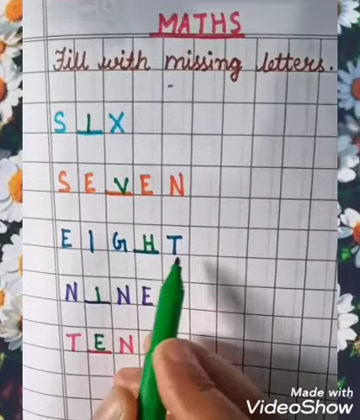 MATHS
Fill with missing letters.
SIX
SEVEN
EIGHT
NINE
TEN
Made with
VideoShow